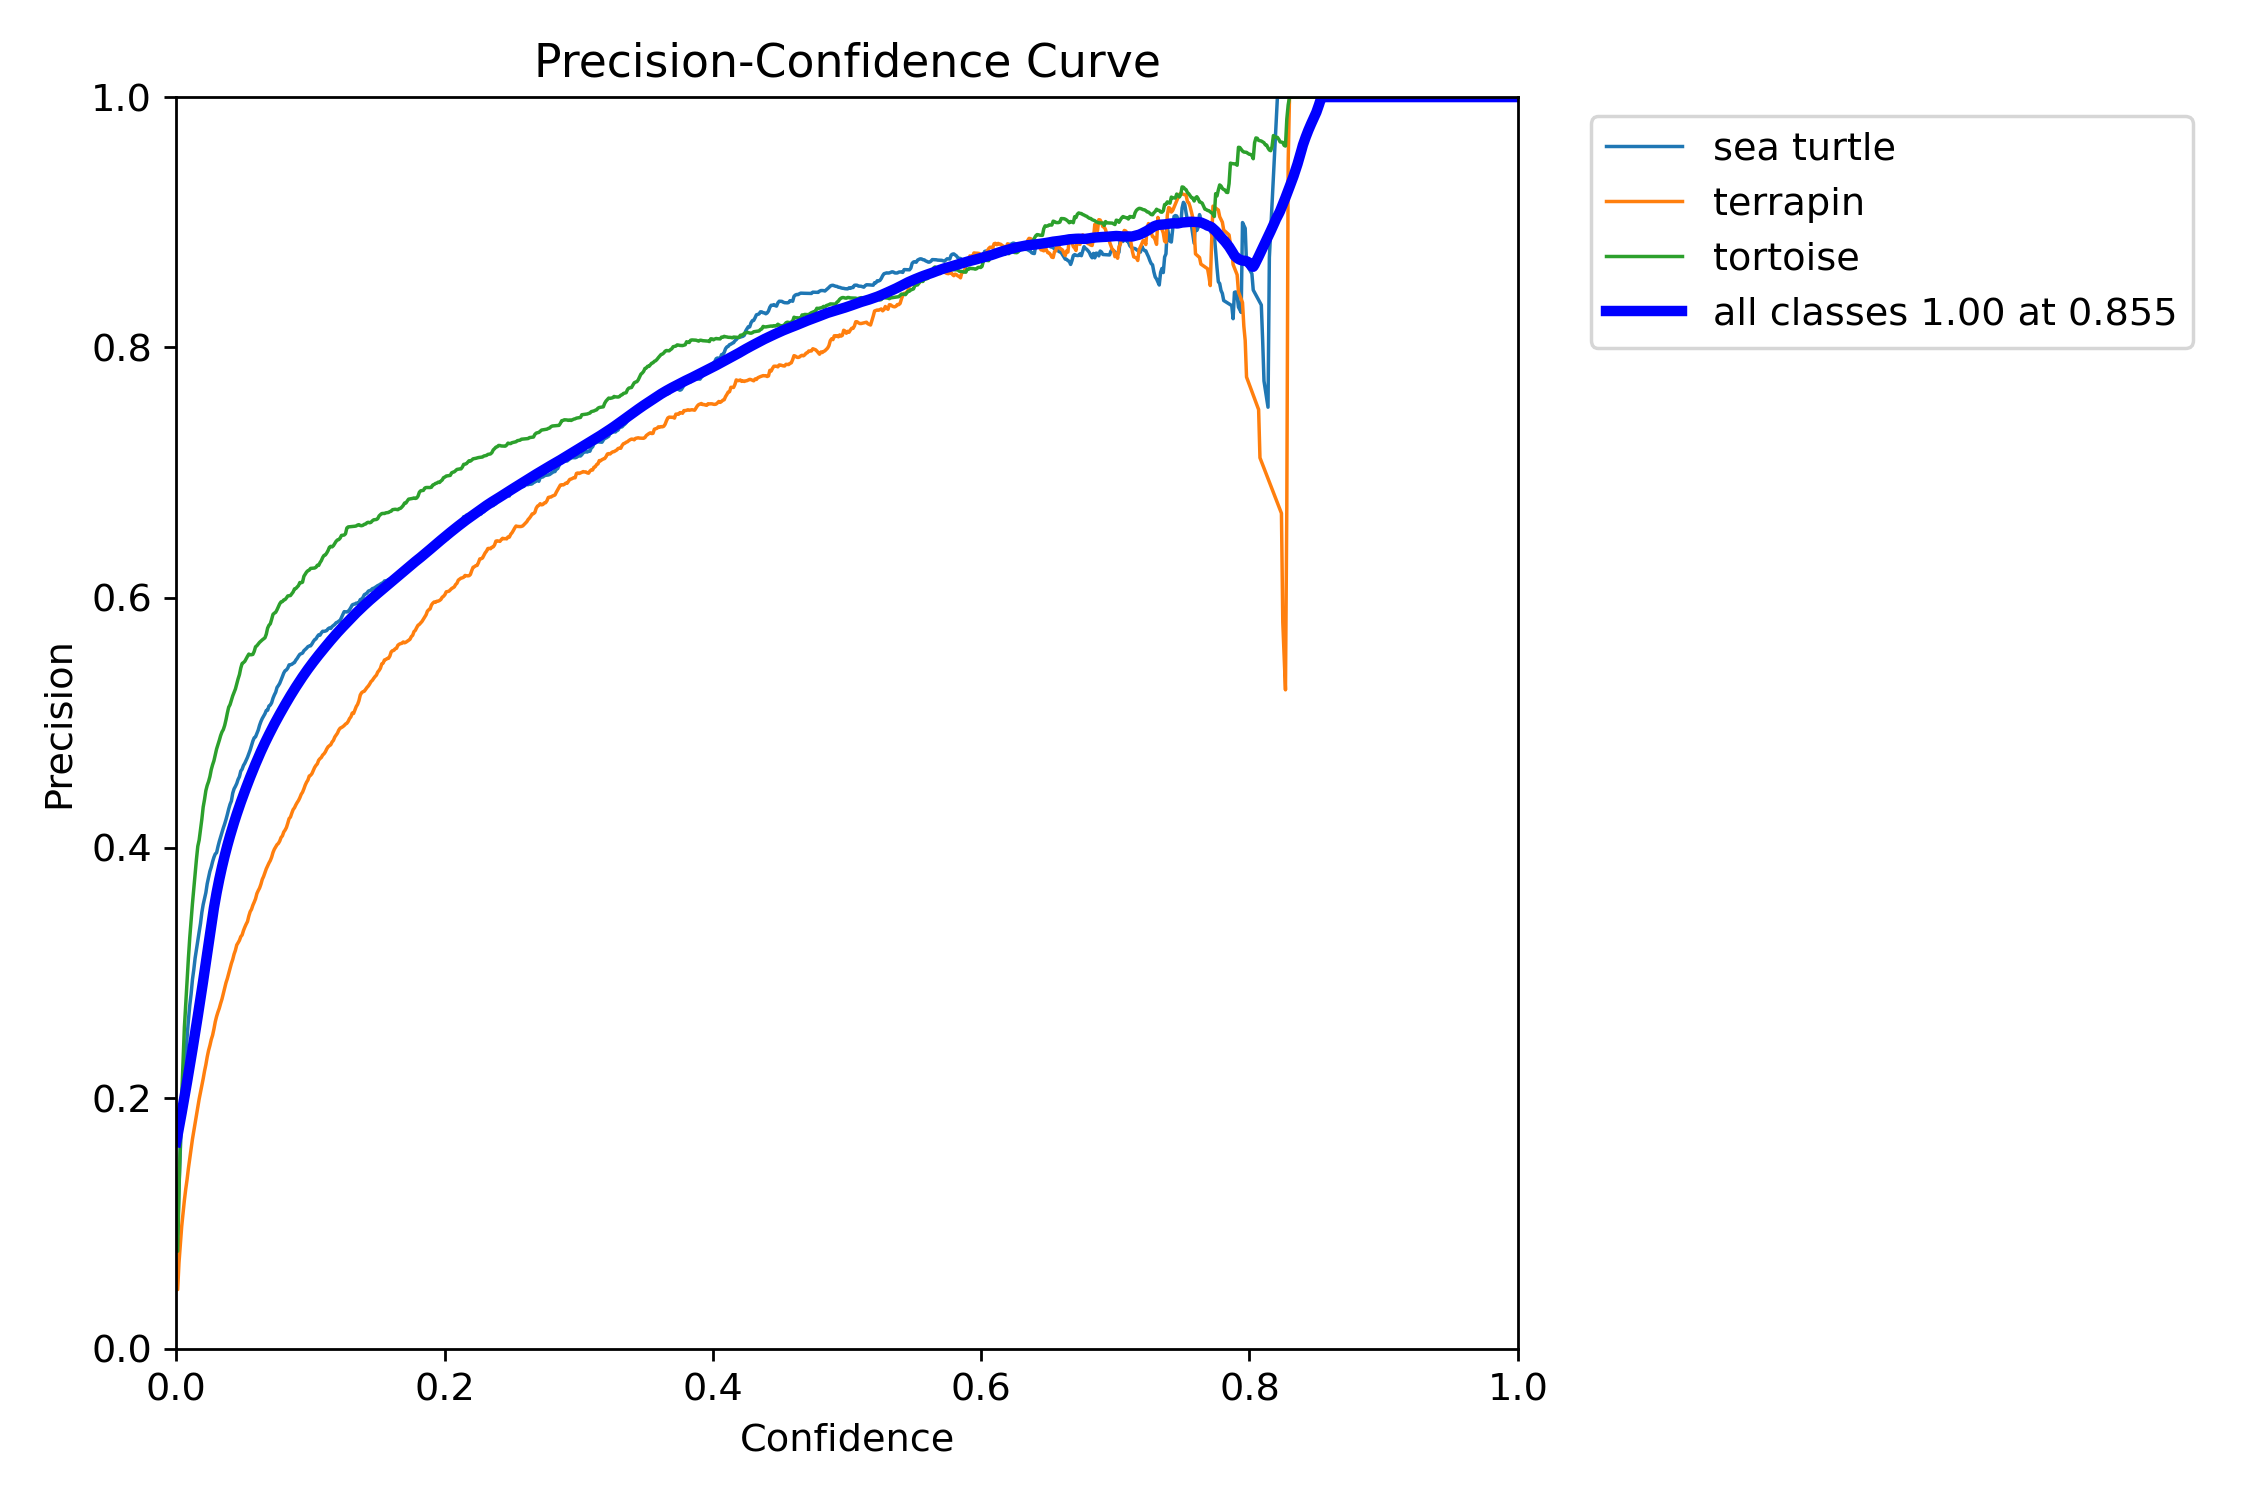 Precision-Confidence Curve
1.0
0.8
0.6
0.4
0.2
0.0
Precision
0.0 0.2 0.4 0.6 0.8 1.0
Confidence
sea turtle
terrapin
tortoise
all classes 1.00 at 0.855